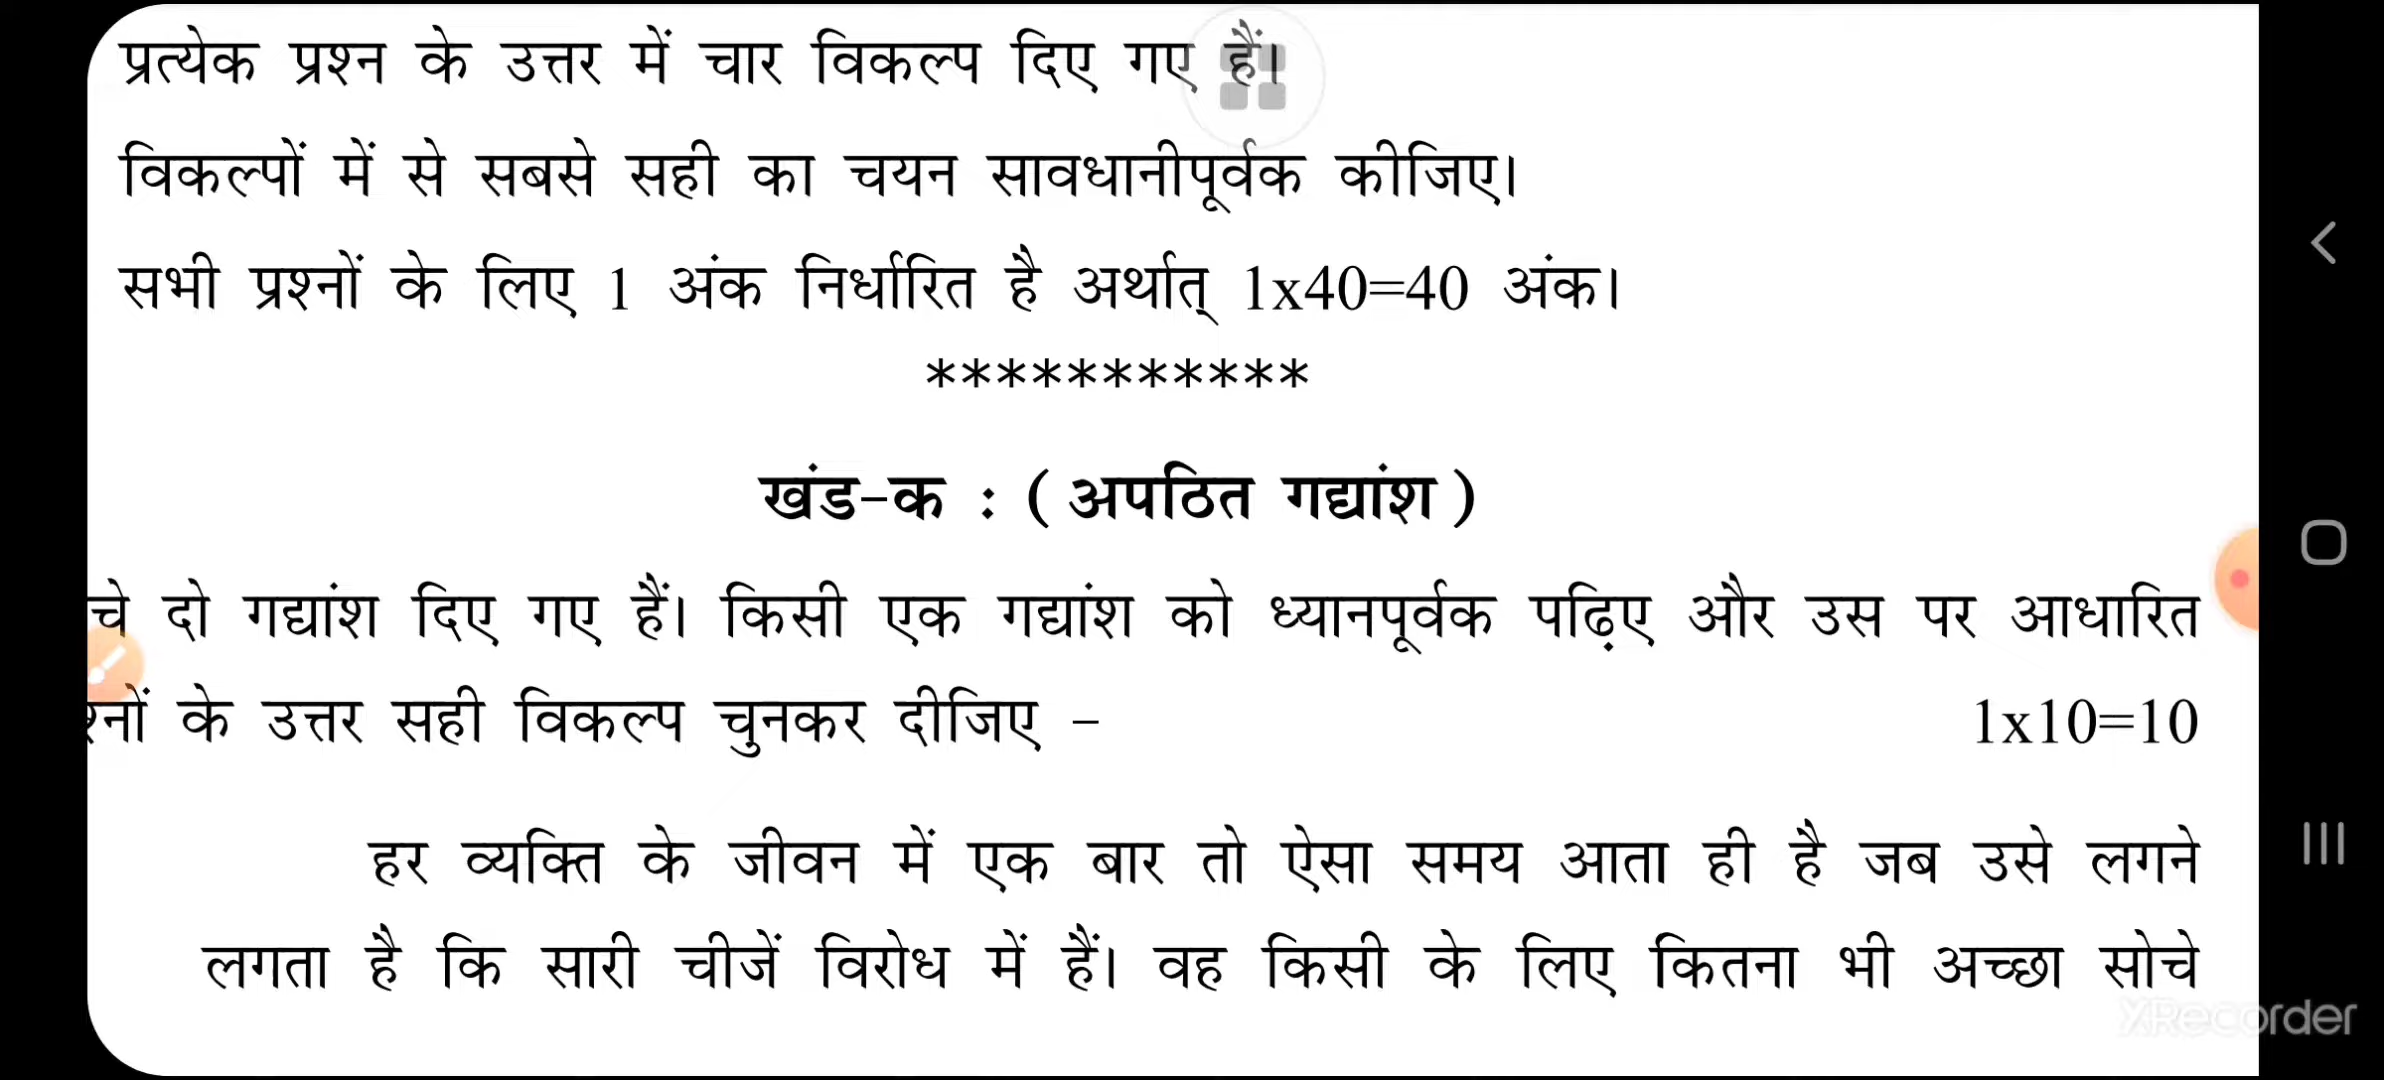 प्रत्येक प्रश्न के उत्तर में चार विकल्प दिए गए हैं।
विकल्पों में से सबसे सही का चयन सावधानीपूर्वक कीजिए।
सभी प्रश्नों के लिए 1 अंक निर्धारित है अर्थात् 1x40=40 अंक।
***********
खंड-क : ( अपठित गद्यांश )
चे दो गद्यांश दिए गए हैं। किसी एक गद्यांश को ध्यानपूर्वक पढ़िए और उस पर आधारित
श्नों के उत्तर सही विकल्प चुनकर दीजिए - 1x10=10
हर व्यक्ति के जीवन में एक बार तो ऐसा समय आता ही है जब उसे लगने
लगता है कि सारी चीजें विरोध में हैं। वह किसी के लिए कितना भी अच्छा सोचे
XRecorder